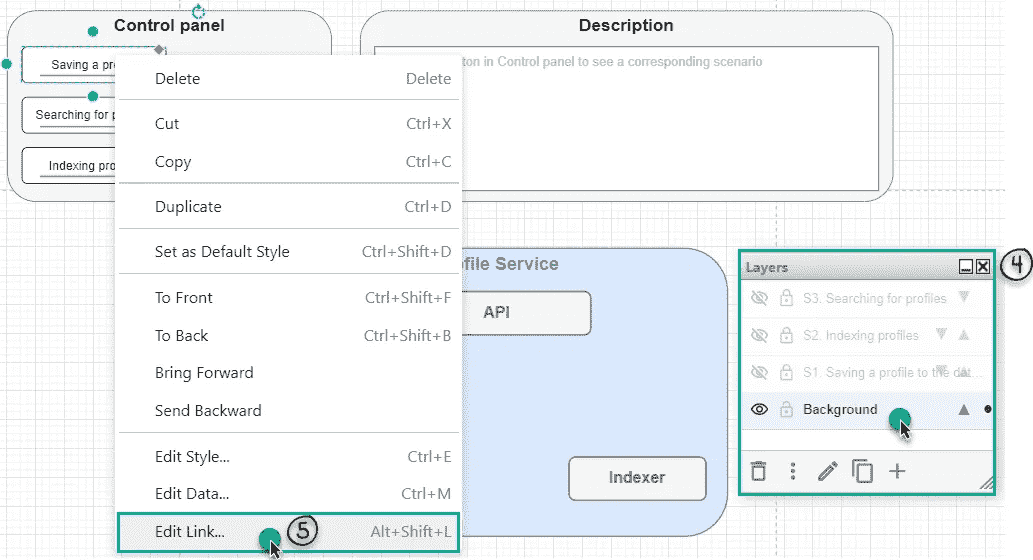 Control panel
Description
Saving a pr
ton in Control panel to see a corresponding scenario
Searching for p
Indexing pro
Delete Delete
Cut Ctrl+X
Copy Ctrl+C
Duplicate Ctrl+D
Set as Default Style Ctrl+Shift+D
To Front Ctrl+Shift+F
To Back Ctrl+Shift+B
Bring Forward
Send Backward
Edit Style... Ctrl+E
Edit Data... Ctrl+M
Edit Link... Alt+Shift+L
5
file Service
API
Indexer
Layers
4
S3. Searching for profiles
S2. Indexing profiles
S1. Saving a profile to the dat...
Background